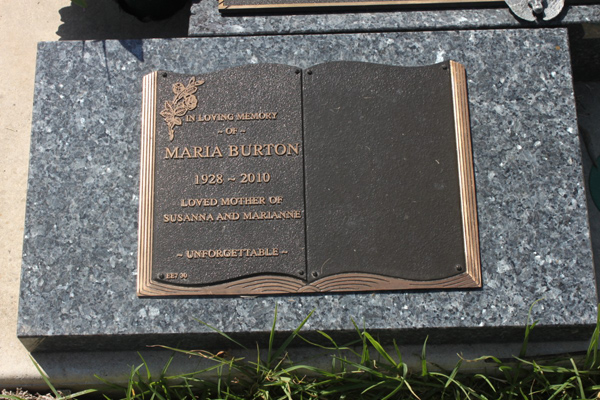 IN LOVING MEMORY
~ OF ~
MARIA BURTON
1928 ~ 2010
LOVED MOTHER OF
SUSANNA AND MARIANNE
~ UNFORGETTABLE ~